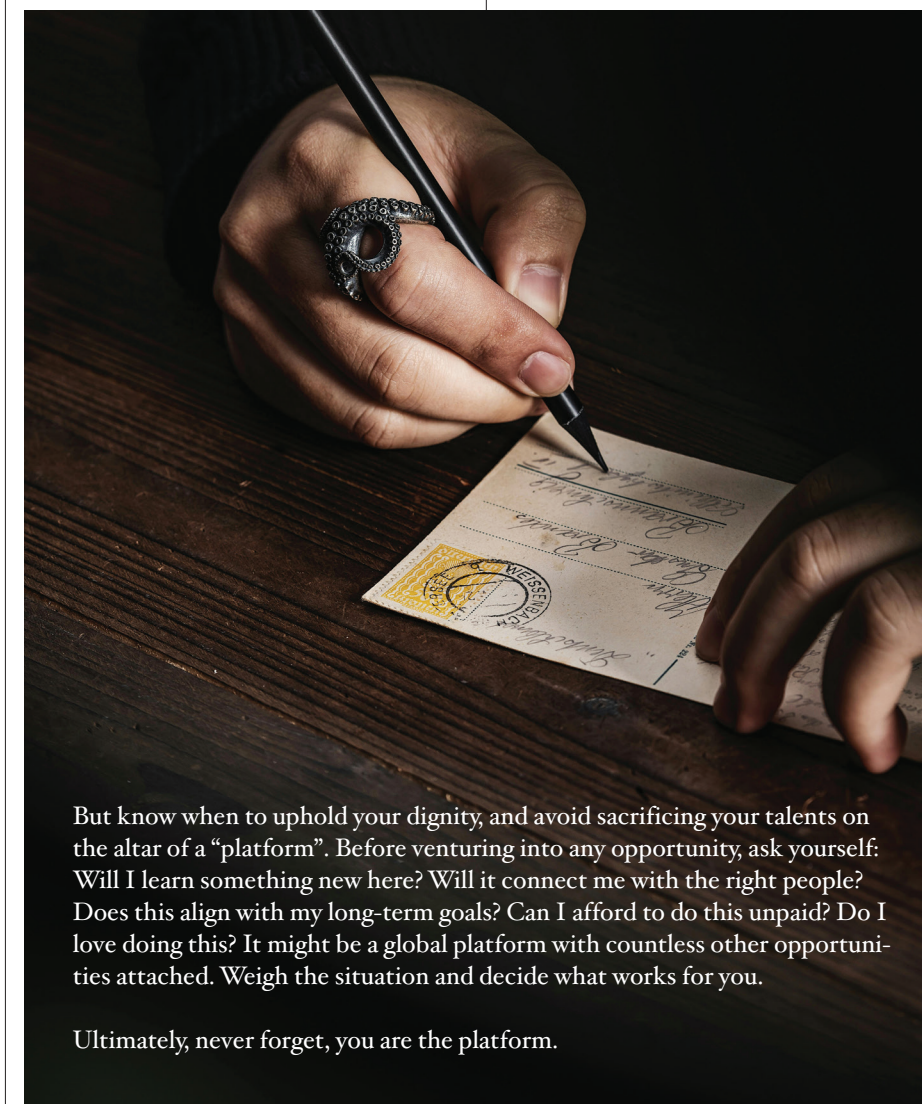 WEISSENBACH
But know when to uphold your dignity, and avoid sacrificing your talents on
the altar of a “platform”. Before venturing into any opportunity, ask yourself:
Will I learn something new here? Will it connect me with the right people?
Does this align with my long-term goals? Can I afford to do this unpaid? Do I
love doing this? It might be a global platform with countless other opportuni-
ties attached. Weigh the situation and decide what works for you.
Ultimately, never forget, you are the platform.